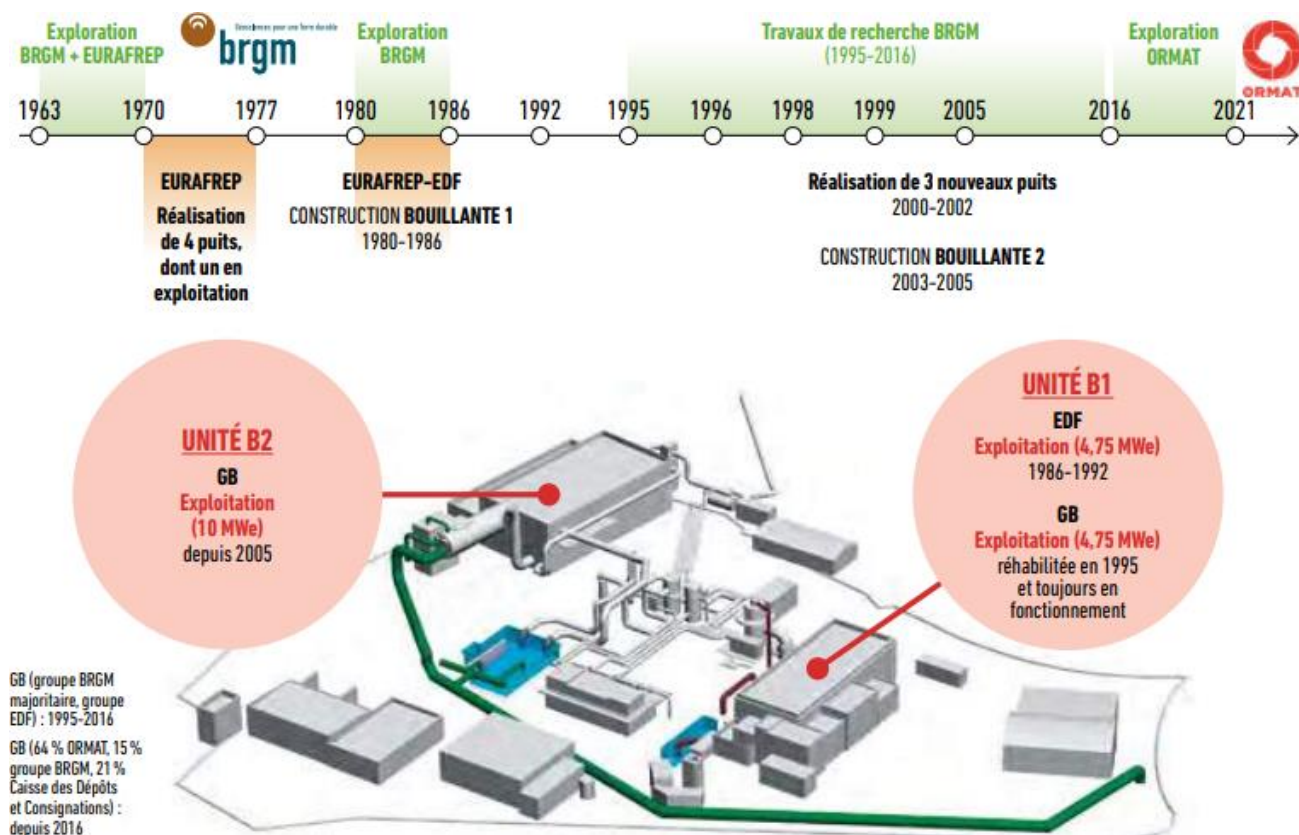 Exploration
BRGM + EURAFREP
Géosciences pour une Terre durable
brgm
Exploration
BRGM
Travaux de recherche BRGM
(1995-2016)
Exploration
ORMAT
ORMAT
1963
1970
1977
1980
1986
1992
1995
1996
1998
1999
2005
2016
2021
EURAFREP
Réalisation
de 4 puits,
dont un en
exploitation
EURAFREP-EDF
CONSTRUCTION BOUILLANTE 1
1980-1986
Réalisation de 3 nouveaux puits
2000-2002
CONSTRUCTION BOUILLANTE 2
2003-2005
UNITÉ B2
GB
Exploitation
(10 MWe)
depuis 2005
UNITÉ B1
EDF
Exploitation (4,75 MWe)
1986-1992
GB
Exploitation (4,75 MWe)
réhabilitée en 1995
et toujours en
fonctionnement
GB (groupe BRGM
majoritaire, groupe
EDF) : 1995-2016
GB (64 % ORMAT, 15 %
groupe BRGM, 21 %
Caisse des Dépôts
et Consignations) :
depuis 2016